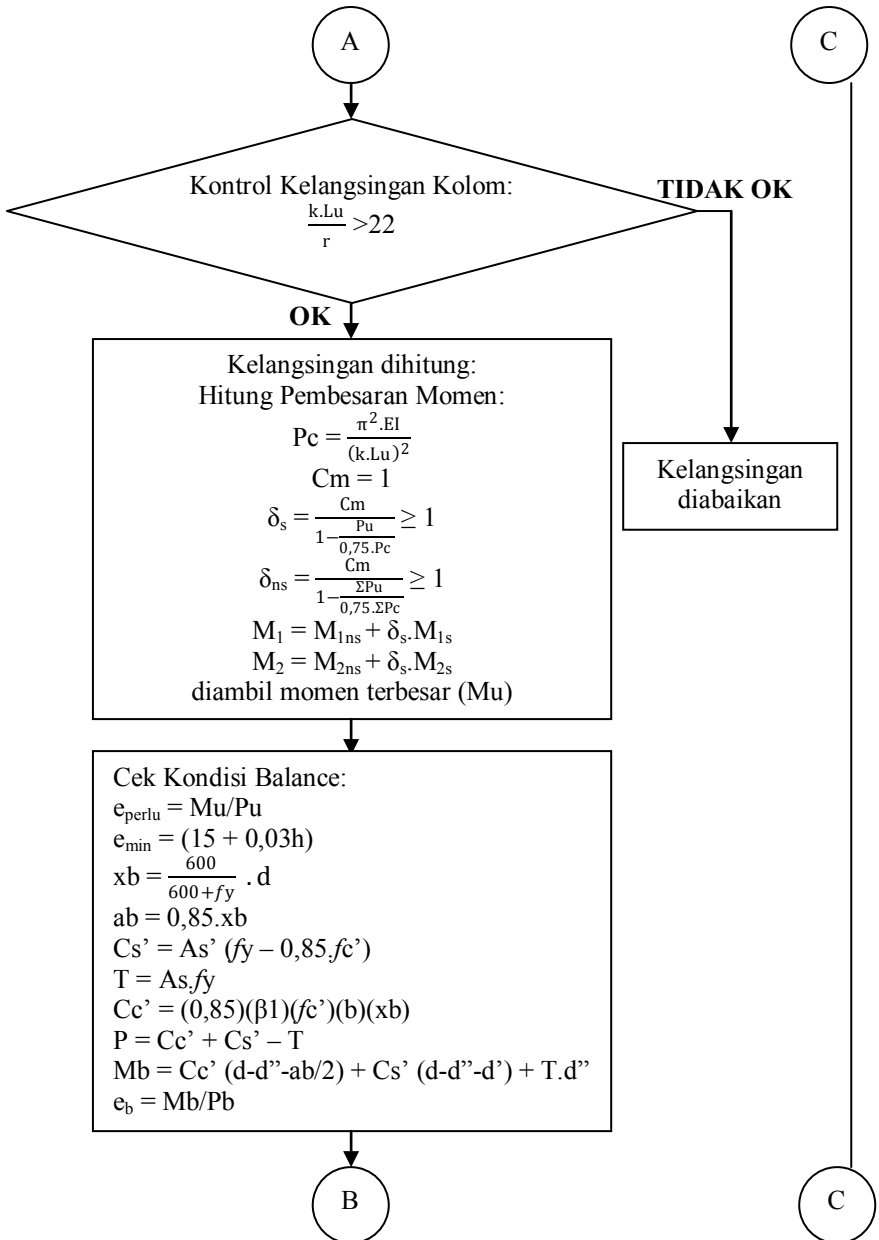 A
C
Kontrol Kelangsingan Kolom:
k.Lu/r >22
TIDAK OK
OK
Kelangsingan dihitung:
Hitung Pembesaran Momen:
Pc = π².EI/(k.Lu)²
Cm = 1
δs = Cm/(1−Pu/(0,75.Pc)) ≥ 1
δns = Cm/(1−ΣPu/(0,75.ΣPc)) ≥ 1
M₁ = M₁ns + δs.M₁s
M₂ = M₂ns + δs.M₂s
diambil momen terbesar (Mu)
Kelangsingan
diabaikan
Cek Kondisi Balance:
e perlu = Mu/Pu
e min = (15 + 0,03h)
xb = 600/(600+fy) . d
ab = 0,85.xb
Cs’ = As’ (fy – 0,85.fc’)
T = As.fy
Cc’ = (0,85)(β1)(fc’)(b)(xb)
P = Cc’ + Cs’ – T
Mb = Cc’ (d-d”-ab/2) + Cs’ (d-d”-d’) + T.d”
e b = Mb/Pb
B
C